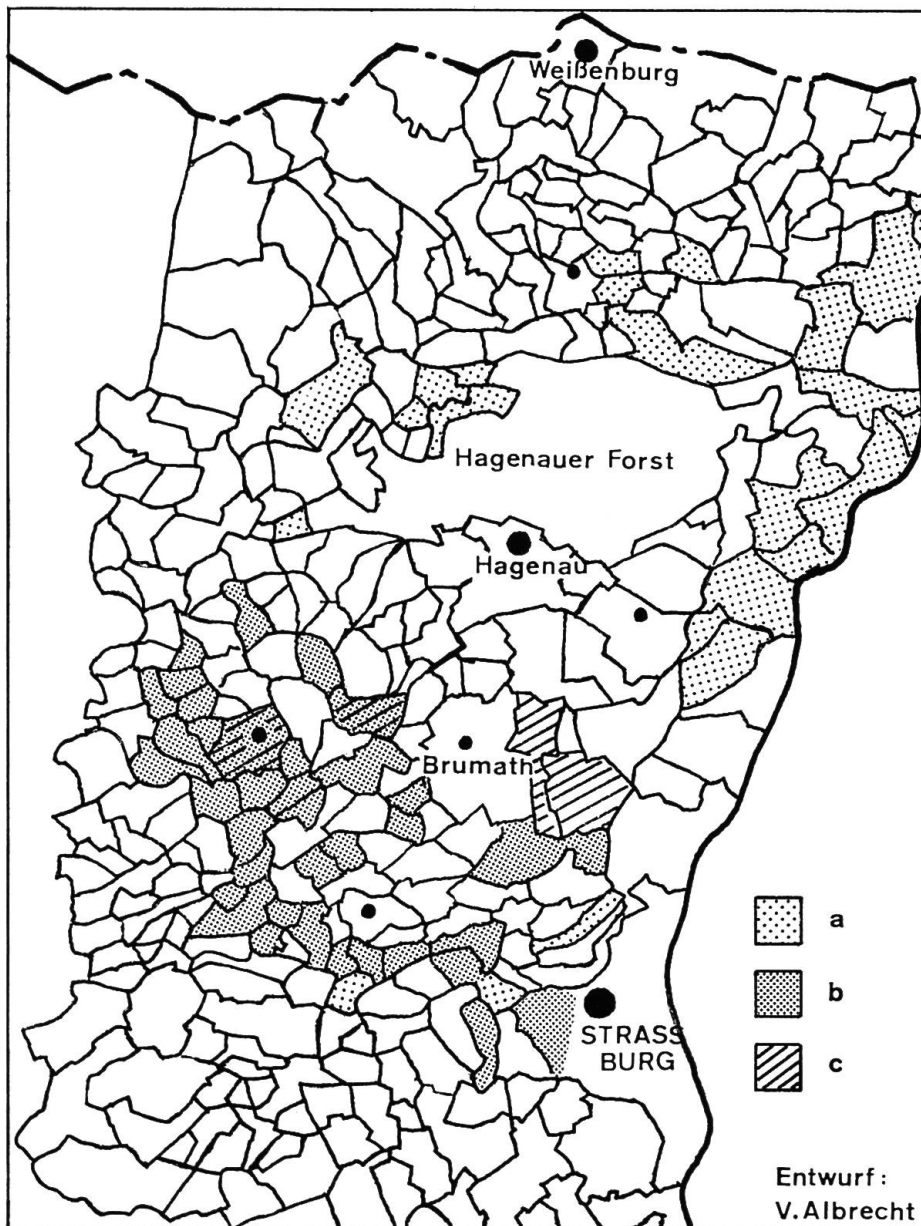 Weißenburg
Hagenauer Forst
Hagenau
Brumath
STRASS
BURG
a
b
c
Entwurf:
V.Albrecht